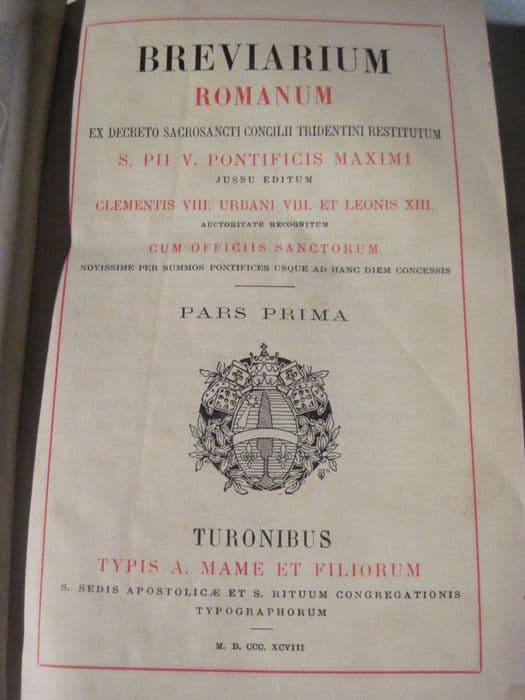 BREVIARIUM
ROMANUM
EX DECRETO SACROSANCTI CONCILII TRIDENTINI RESTITUTUM
S. PII V. PONTIFICIS MAXIMI
JUSSU EDITUM
CLEMENTIS VIII. URBANI VIII. ET LEONIS XIII.
AUCTORITATE RECOGNITUM
CUM OFFICIIS SANCTORUM
NOVISSIME PER SUMMOS PONTIFICES USQUE AD HANC DIEM CONCESSIS
PARS PRIMA
TURONIBUS
TYPIS A. MAME ET FILIORUM
S. SEDIS APOSTOLICÆ ET S. RITUUM CONGREGATIONIS
TYPOGRAPHORUM
M. D. CCC. XCVIII